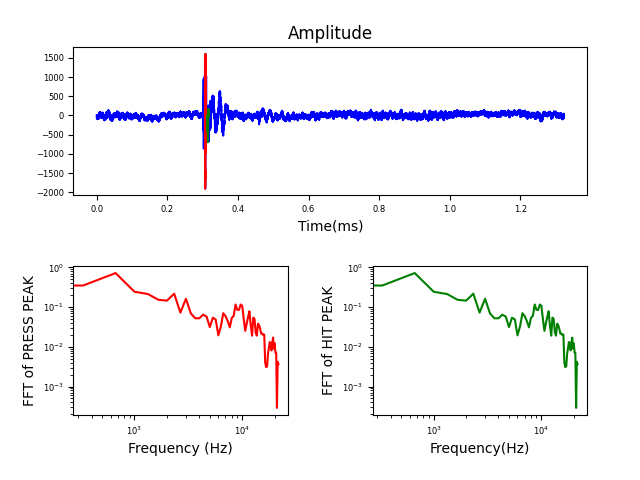 Amplitude
1500
1000
500
0
−500
−1000
−1500
−2000
0.0 0.2 0.4 0.6 0.8 1.0 1.2
Time(ms)
FFT of PRESS PEAK
10⁰
10⁻¹
10⁻²
10⁻³
10³ 10⁴
Frequency (Hz)
FFT of HIT PEAK
10⁰
10⁻¹
10⁻²
10⁻³
10³ 10⁴
Frequency(Hz)